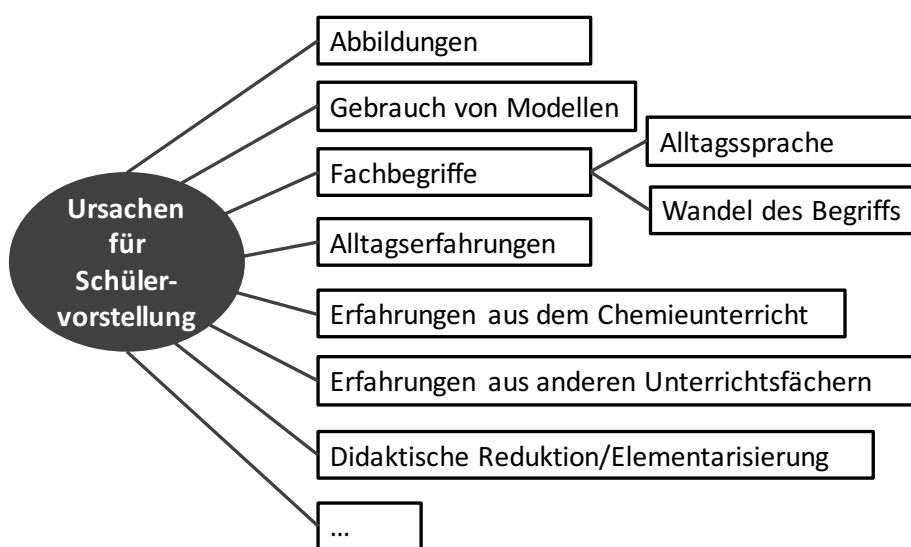 Ursachen
für
Schüler-
vorstellung
Abbildungen
Gebrauch von Modellen
Fachbegriffe
Alltagssprache
Wandel des Begriffs
Alltagserfahrungen
Erfahrungen aus dem Chemieunterricht
Erfahrungen aus anderen Unterrichtsfächern
Didaktische Reduktion/Elementarisierung
...